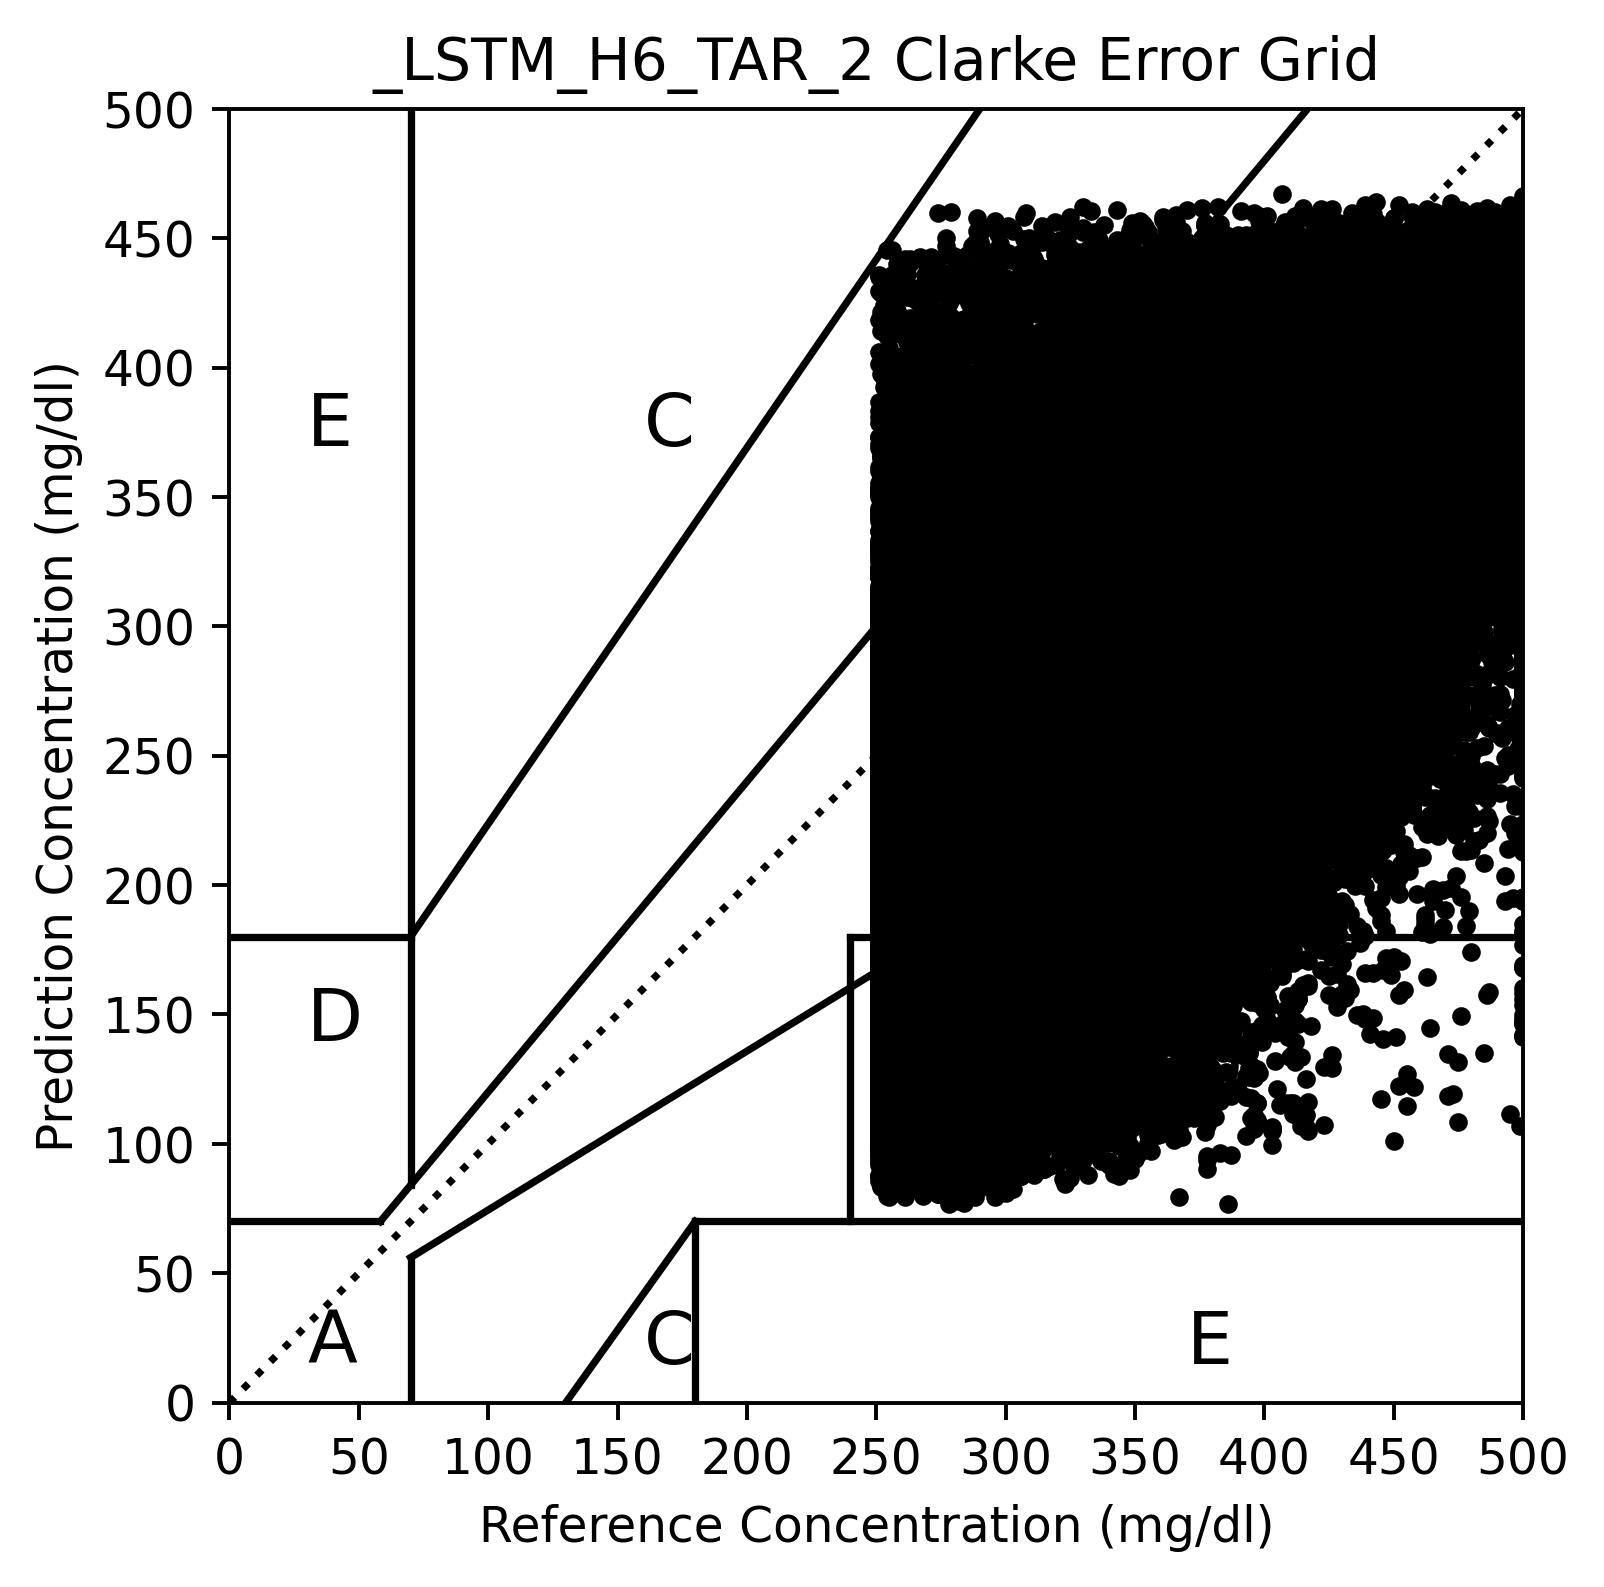 _LSTM_H6_TAR_2 Clarke Error Grid
Prediction Concentration (mg/dl)
500
450
400
350
300
250
200
150
100
50
0
E
C
D
A
C
E
0 50 100 150 200 250 300 350 400 450 500
Reference Concentration (mg/dl)